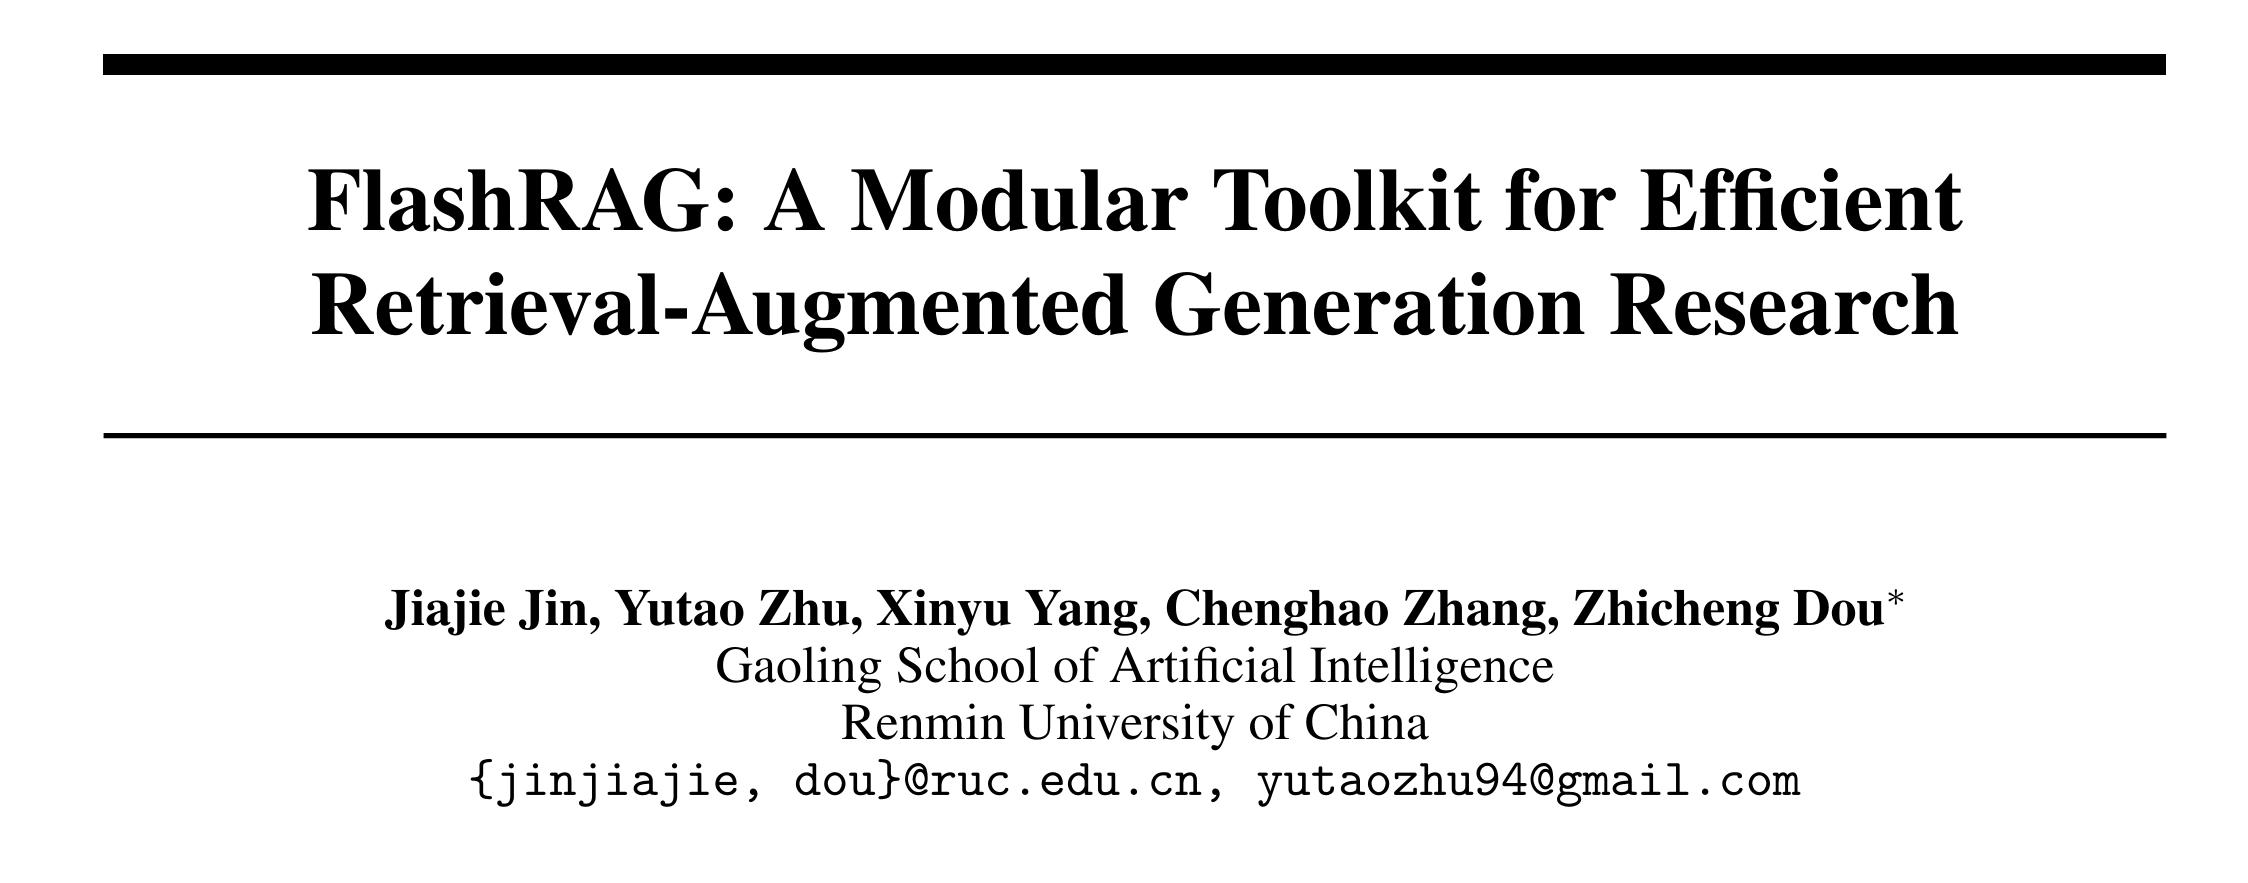 FlashRAG: A Modular Toolkit for Efficient
Retrieval-Augmented Generation Research
Jiajie Jin, Yutao Zhu, Xinyu Yang, Chenghao Zhang, Zhicheng Dou*
Gaoling School of Artificial Intelligence
Renmin University of China
{jinjiajie, dou}@ruc.edu.cn, yutaozhu94@gmail.com